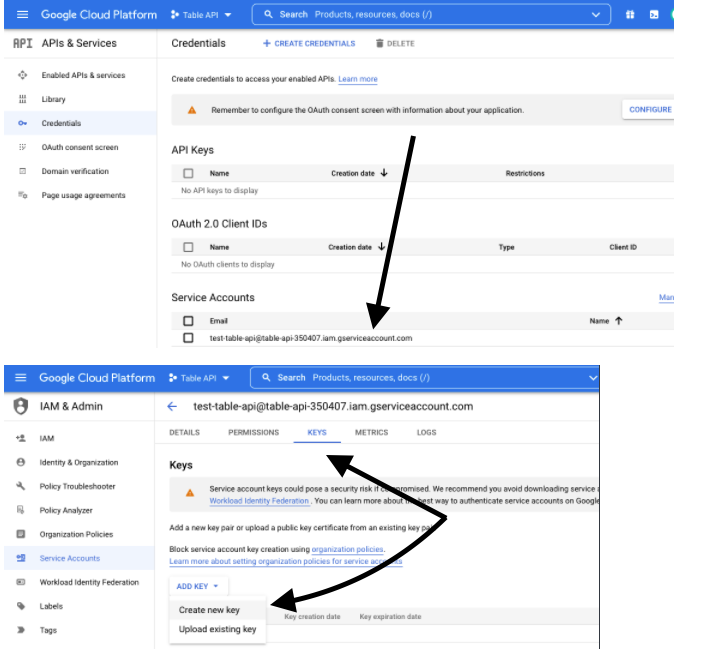 Google Cloud Platform Table API Search Products, resources, docs (/)
API APIs & Services Credentials + CREATE CREDENTIALS DELETE
Enabled APIs & services
Library
Credentials
OAuth consent screen
Domain verification
Page usage agreements
Create credentials to access your enabled APIs. Learn more
Remember to configure the OAuth consent screen with information about your application. CONFIGURE
API Keys
Name Creation date Restrictions
No API keys to display
OAuth 2.0 Client IDs
Name Creation date Type Client ID
No OAuth clients to display
Service Accounts Man
Email Name
test-table-api@table-api-350407.iam.gserviceaccount.com
Google Cloud Platform Table API Search Products, resources, docs (/)
IAM & Admin test-table-api@table-api-350407.iam.gserviceaccount.com
IAM
Identity & Organization
Policy Troubleshooter
Policy Analyzer
Organization Policies
Service Accounts
Workload Identity Federation
Labels
Tags
DETAILS PERMISSIONS KEYS METRICS LOGS
Keys
Service account keys could pose a security risk if compromised. We recommend you avoid downloading service a
Workload Identity Federation . You can learn more about the best way to authenticate service accounts on Google
Add a new key pair or upload a public key certificate from an existing key pair.
Block service account key creation using organization policies.
Learn more about setting organization policies for service accounts
ADD KEY
Create new key
Upload existing key
Key creation date Key expiration date